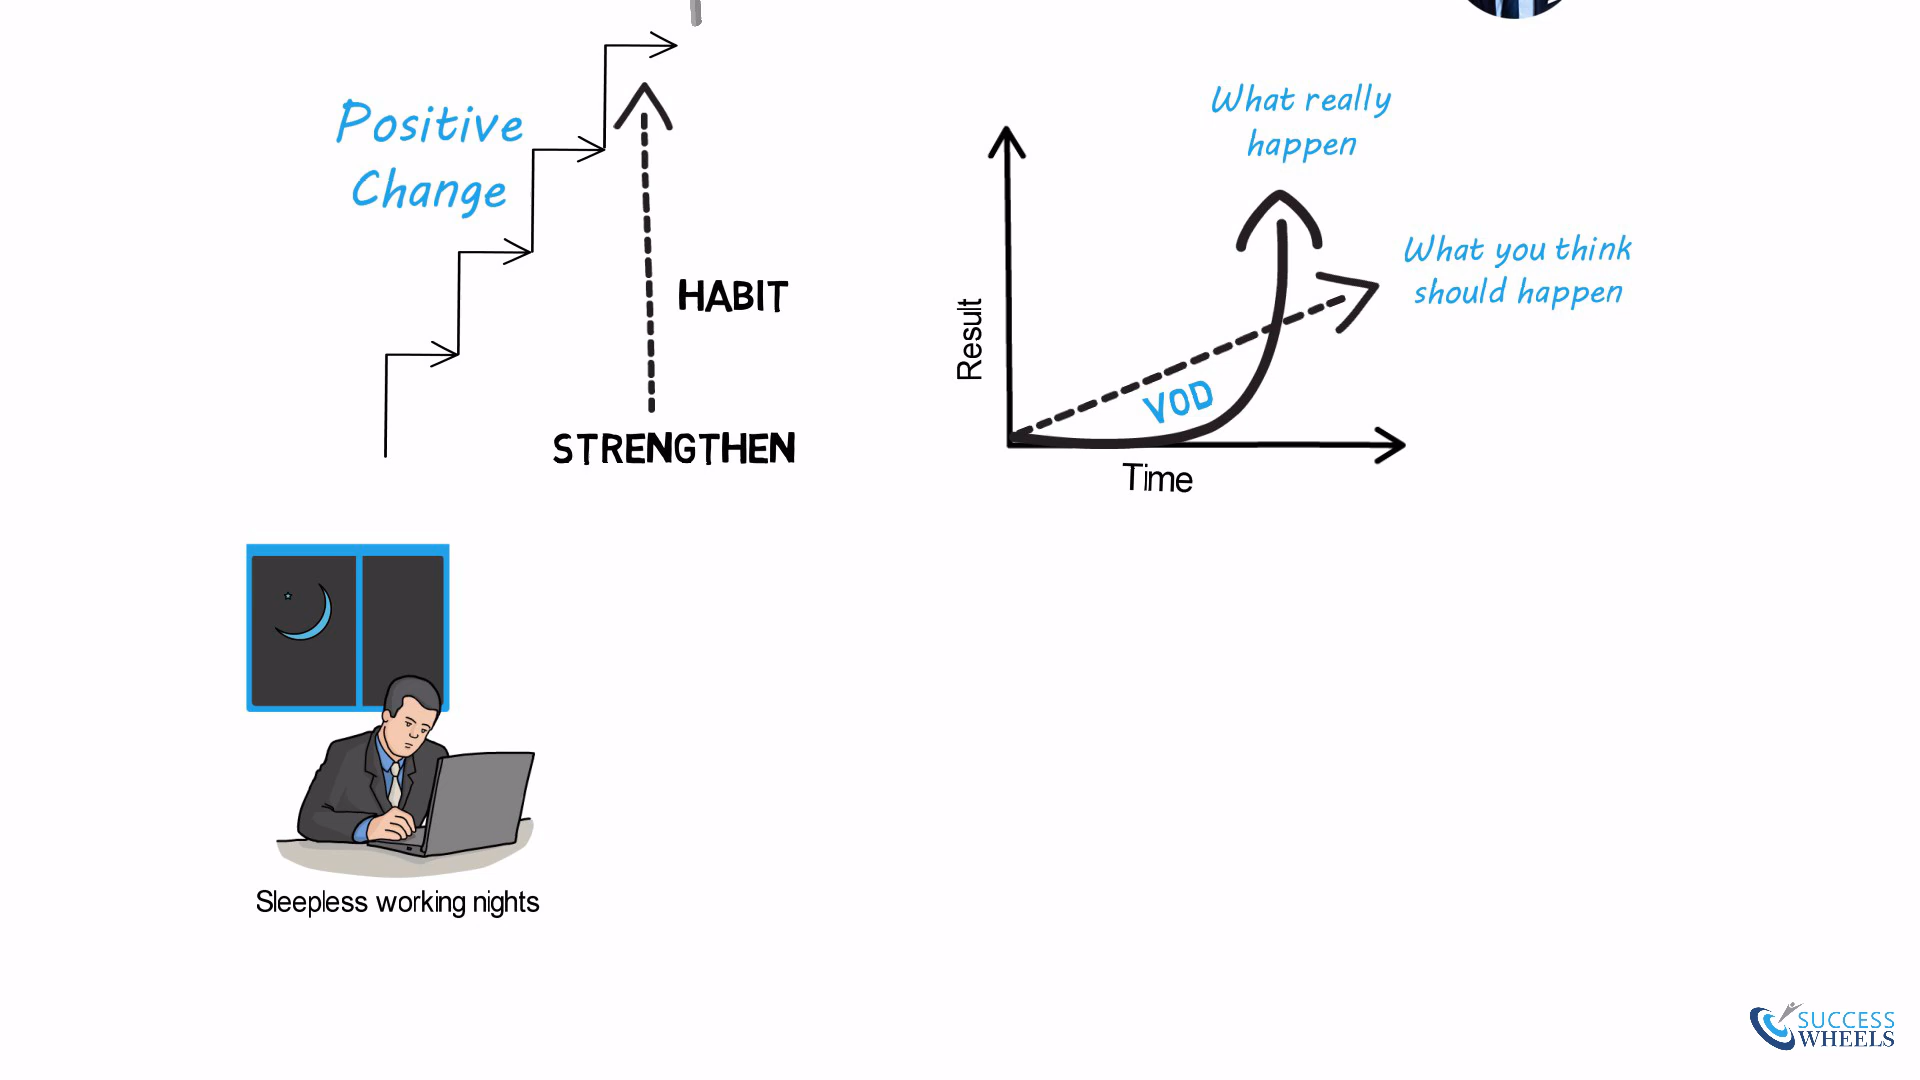 Positive
Change
HABIT
STRENGTHEN
What really
happen
What you think
should happen
Result
VOD
Time
Sleepless working nights
SUCCESS
WHEELS